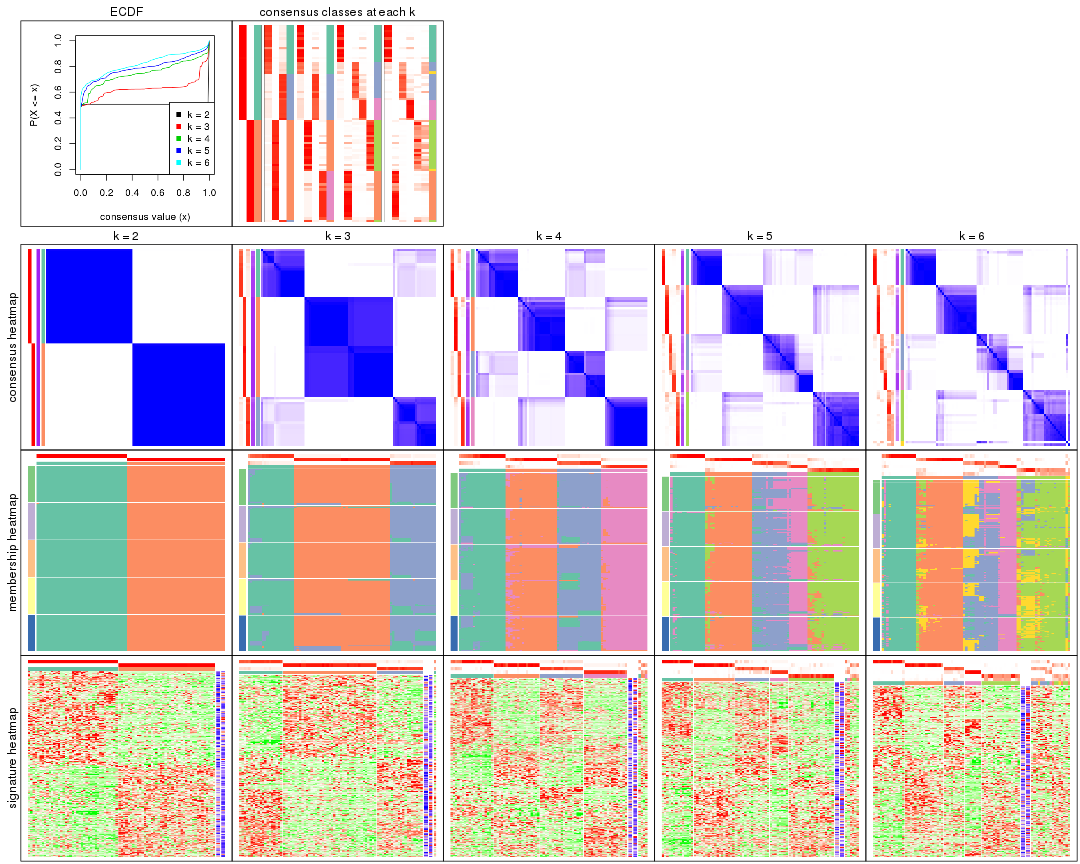 ECDF
consensus classes at each k
P(X <= x)
1.0
0.8
0.6
0.4
0.2
0.0
k = 2
k = 3
k = 4
k = 5
k = 6
0.0 0.2 0.4 0.6 0.8 1.0
consensus value (x)
k = 2
k = 3
k = 4
k = 5
k = 6
consensus heatmap
membership heatmap
signature heatmap